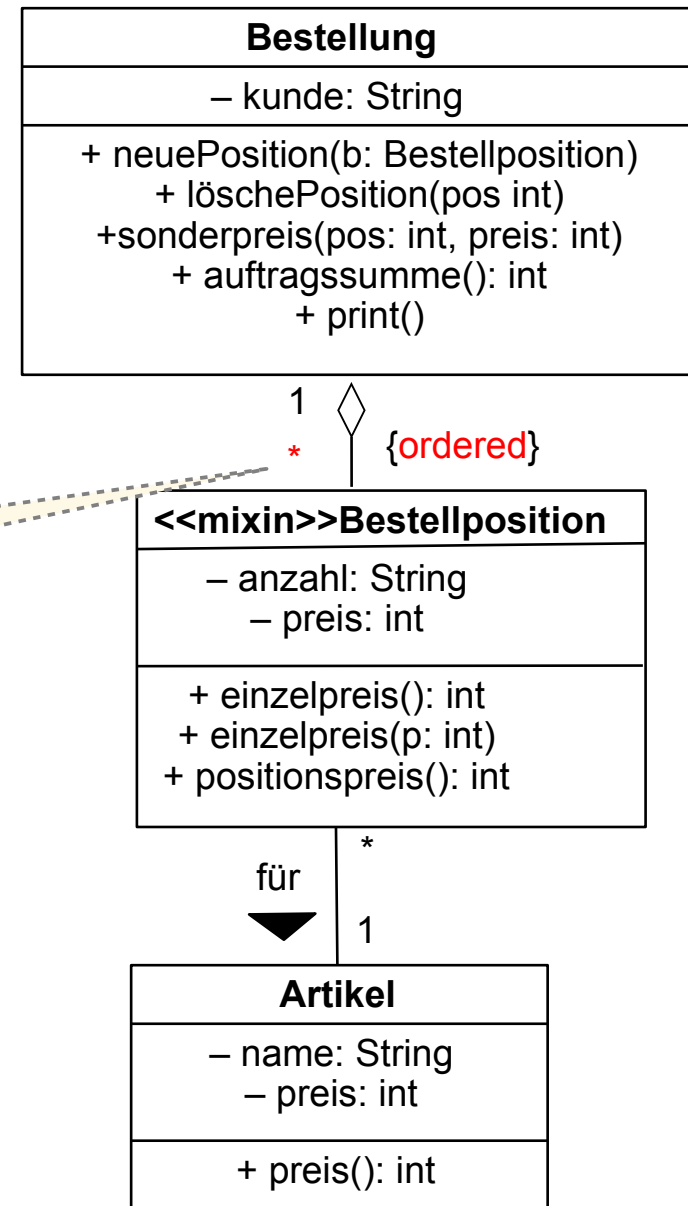 Bestellung
– kunde: String
+ neuePosition(b: Bestellposition)
+ löschePosition(pos int)
+sonderpreis(pos: int, preis: int)
+ auftragssumme(): int
+ print()
1
* {ordered}
<<mixin>>Bestellposition
– anzahl: String
– preis: int
+ einzelpreis(): int
+ einzelpreis(p: int)
+ positionspreis(): int
*
für
1
Artikel
– name: String
– preis: int
+ preis(): int